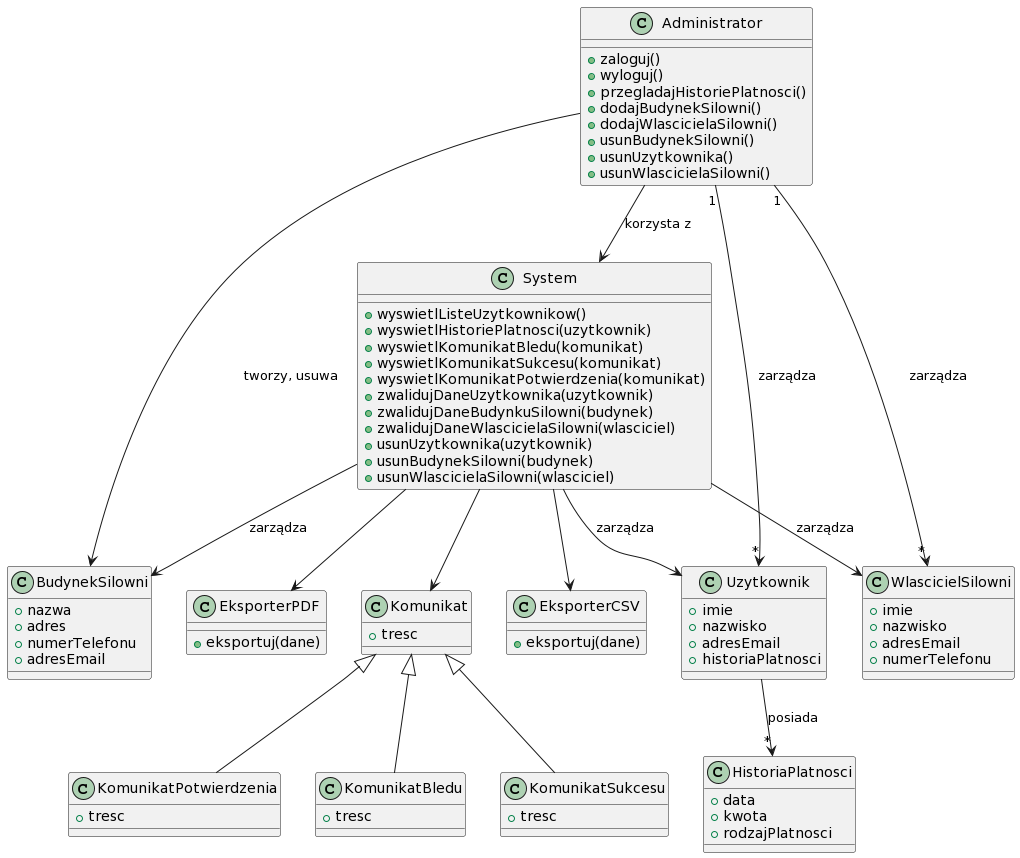 C Administrator
zaloguj()
wyloguj()
przegladajHistoriePlatnosci()
dodajBudynekSilowni()
dodajWlascicielaSilowni()
usunBudynekSilowni()
usunUzytkownika()
usunWlascicielaSilowni()
1
1
korzysta z
C System
wyswietlListeUzytkownikow()
wyswietlHistoriePlatnosci(uzytkownik)
wyswietlKomunikatBledu(komunikat)
wyswietlKomunikatSukcesu(komunikat)
wyswietlKomunikatPotwierdzenia(komunikat)
zwalidujDaneUzytkownika(uzytkownik)
zwalidujDaneBudynkuSilowni(budynek)
zwalidujDaneWlascicielaSilowni(wlasciciel)
usunUzytkownika(uzytkownik)
usunBudynekSilowni(budynek)
usunWlascicielaSilowni(wlasciciel)
tworzy, usuwa
zarządza
zarządza
zarządza
zarządza
zarządza
*
*
C BudynekSilowni
nazwa
adres
numerTelefonu
adresEmail
C EksporterPDF
eksportuj(dane)
C Komunikat
tresc
C EksporterCSV
eksportuj(dane)
C Uzytkownik
imie
nazwisko
adresEmail
historiaPlatnosci
C WlascicielSilowni
imie
nazwisko
adresEmail
numerTelefonu
posiada
*
C KomunikatPotwierdzenia
tresc
C KomunikatBledu
tresc
C KomunikatSukcesu
tresc
C HistoriaPlatnosci
data
kwota
rodzajPlatnosci